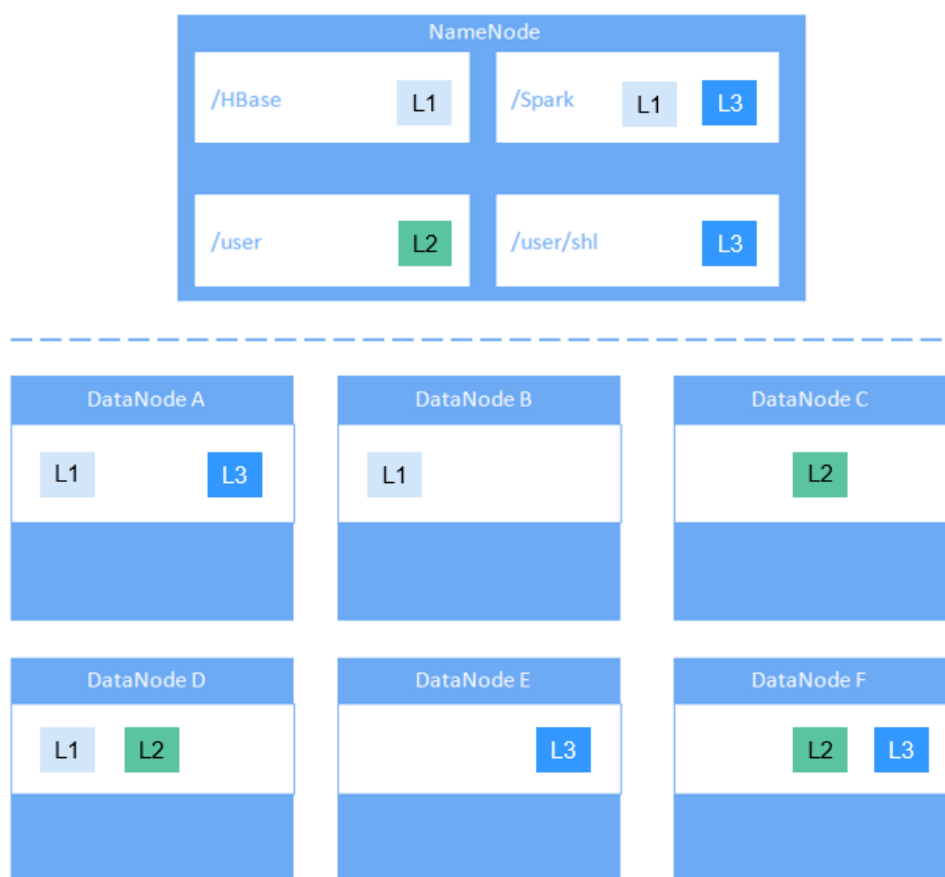 NameNode
/HBase L1
/Spark L1 L3
/user L2
/user/shl L3
DataNode A
L1 L3
DataNode B
L1
DataNode C
L2
DataNode D
L1 L2
DataNode E
L3
DataNode F
L2 L3